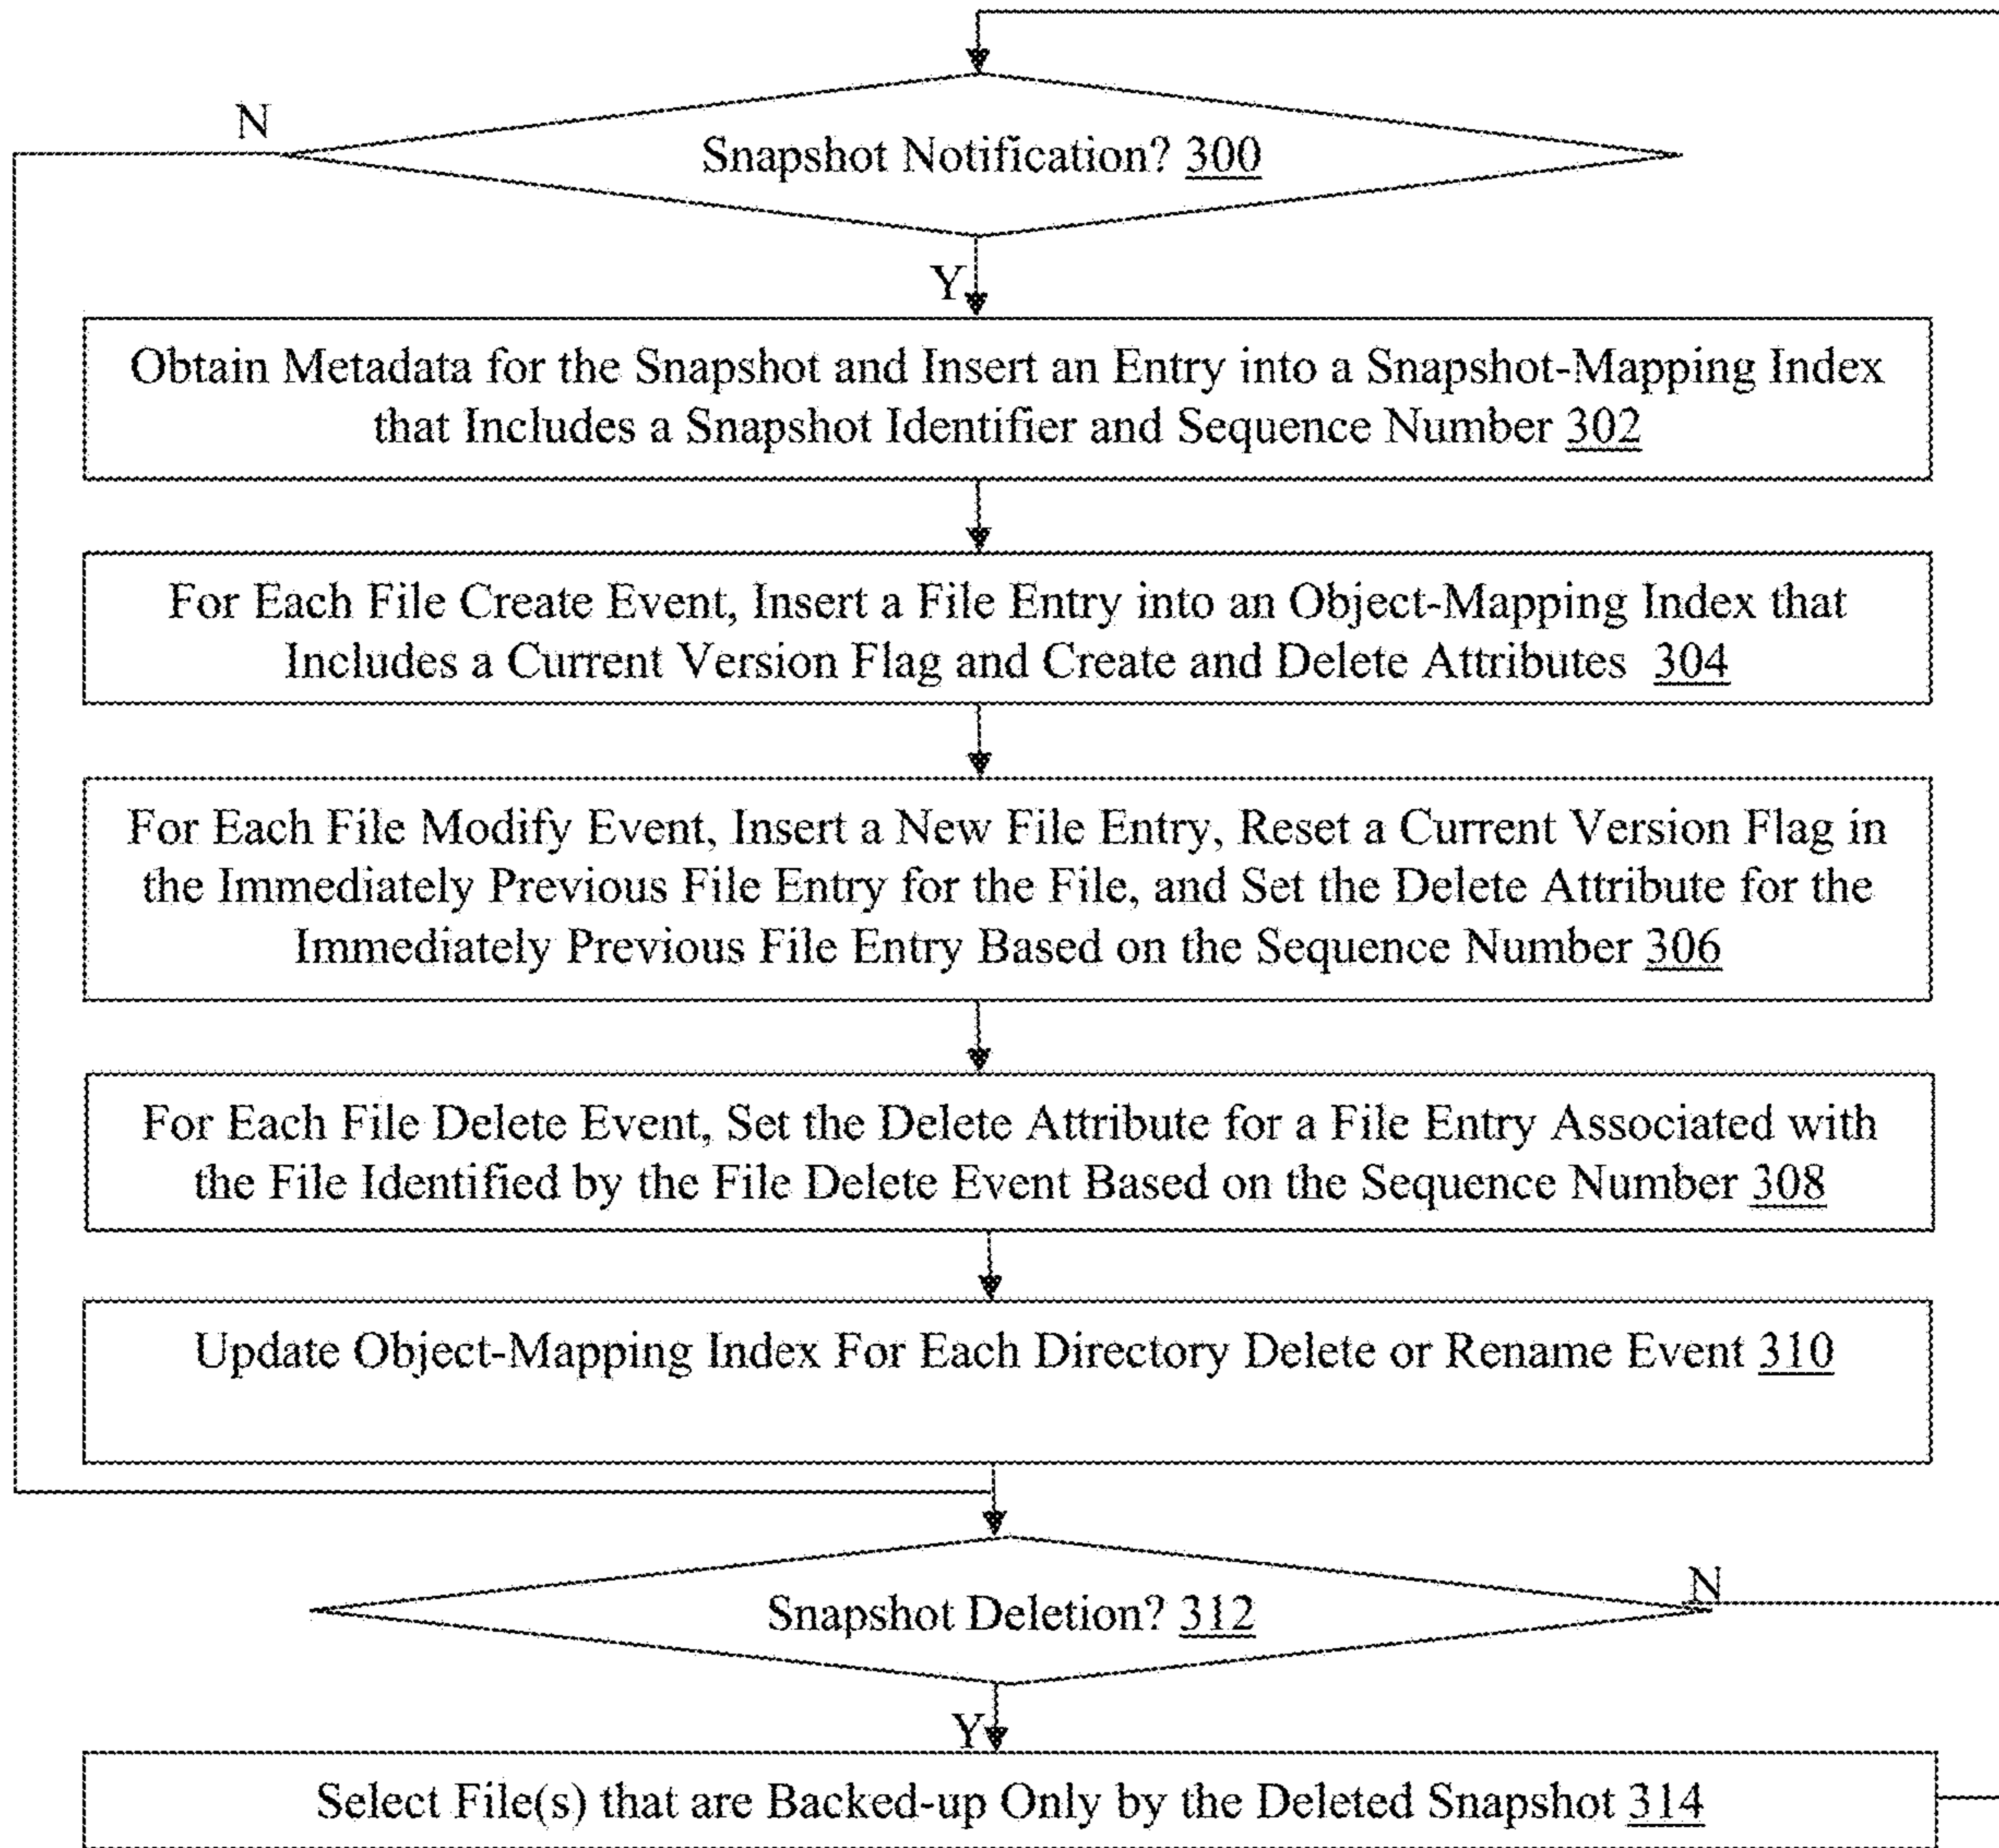 N
Snapshot Notification? 300
Y
Obtain Metadata for the Snapshot and Insert an Entry into a Snapshot-Mapping Index
that Includes a Snapshot Identifier and Sequence Number 302
For Each File Create Event, Insert a File Entry into an Object-Mapping Index that
Includes a Current Version Flag and Create and Delete Attributes 304
For Each File Modify Event, Insert a New File Entry, Reset a Current Version Flag in
the Immediately Previous File Entry for the File, and Set the Delete Attribute for the
Immediately Previous File Entry Based on the Sequence Number 306
For Each File Delete Event, Set the Delete Attribute for a File Entry Associated with
the File Identified by the File Delete Event Based on the Sequence Number 308
Update Object-Mapping Index For Each Directory Delete or Rename Event 310
N
Snapshot Deletion? 312
Y
Select File(s) that are Backed-up Only by the Deleted Snapshot 314